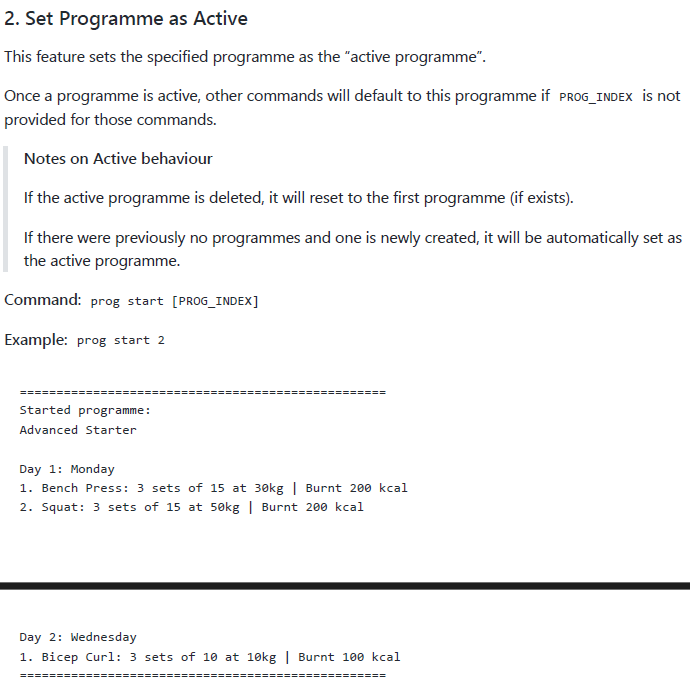 2. Set Programme as Active
This feature sets the specified programme as the “active programme”.
Once a programme is active, other commands will default to this programme if PROG_INDEX is not
provided for those commands.
Notes on Active behaviour
If the active programme is deleted, it will reset to the first programme (if exists).
If there were previously no programmes and one is newly created, it will be automatically set as
the active programme.
Command: prog start [PROG_INDEX]
Example: prog start 2
==================================================
Started programme:
Advanced Starter
Day 1: Monday
1. Bench Press: 3 sets of 15 at 30kg | Burnt 200 kcal
2. Squat: 3 sets of 15 at 50kg | Burnt 200 kcal
Day 2: Wednesday
1. Bicep Curl: 3 sets of 10 at 10kg | Burnt 100 kcal
==================================================